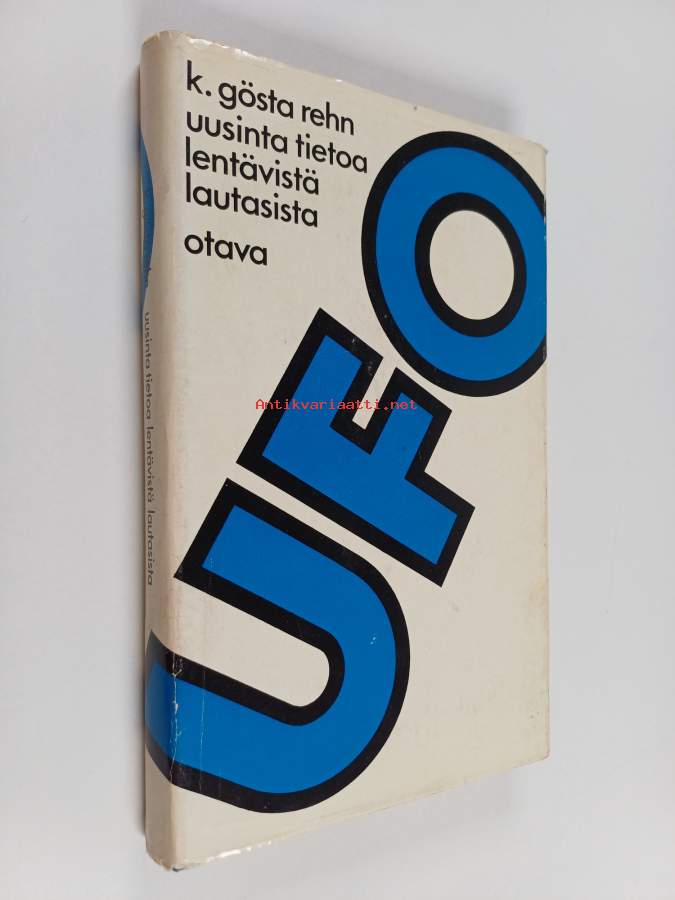 k. gösta rehn
uusinta tietoa
lentävistä
lautasista
otava
UFO
Antikvariaatti.net
uusinta tietoa lentävistä lautasista